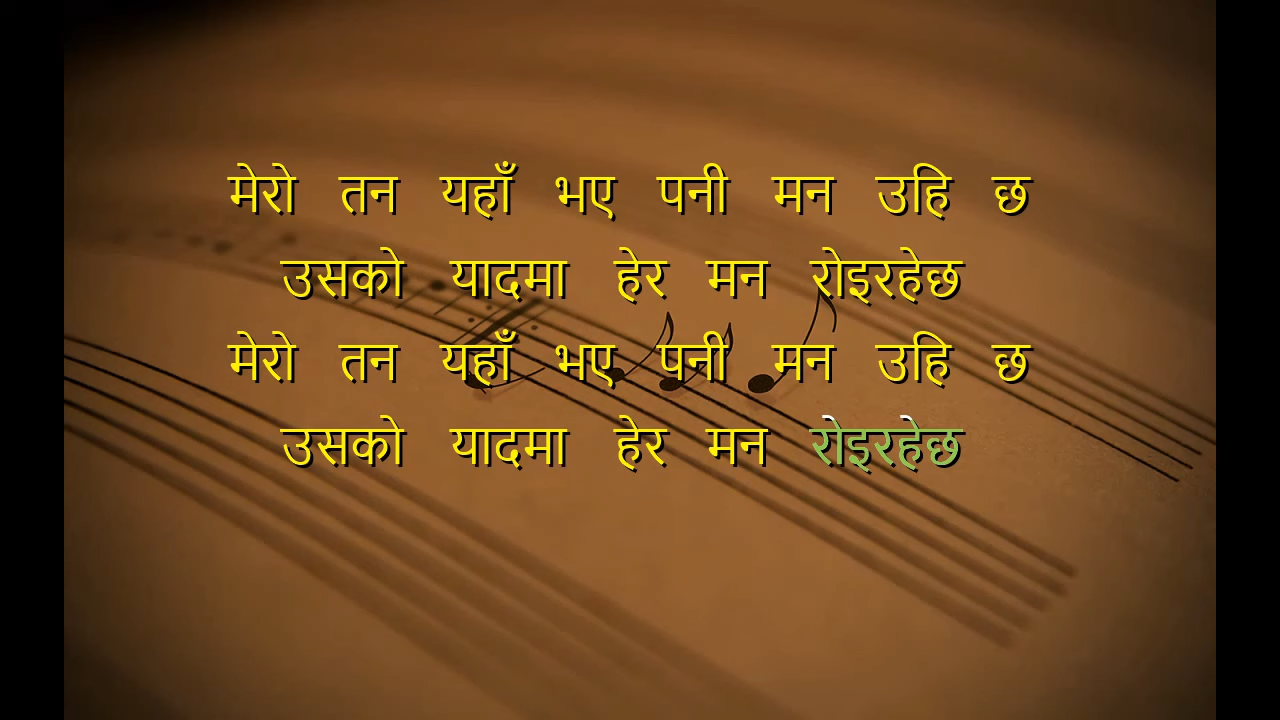 मेरो तन यहाँ भए पनी मन उहि छ
उसको यादमा हेर मन रोइरहेछ
मेरो तन यहाँ भए पनी मन उहि छ
उसको यादमा हेर मन रोइरहेछ